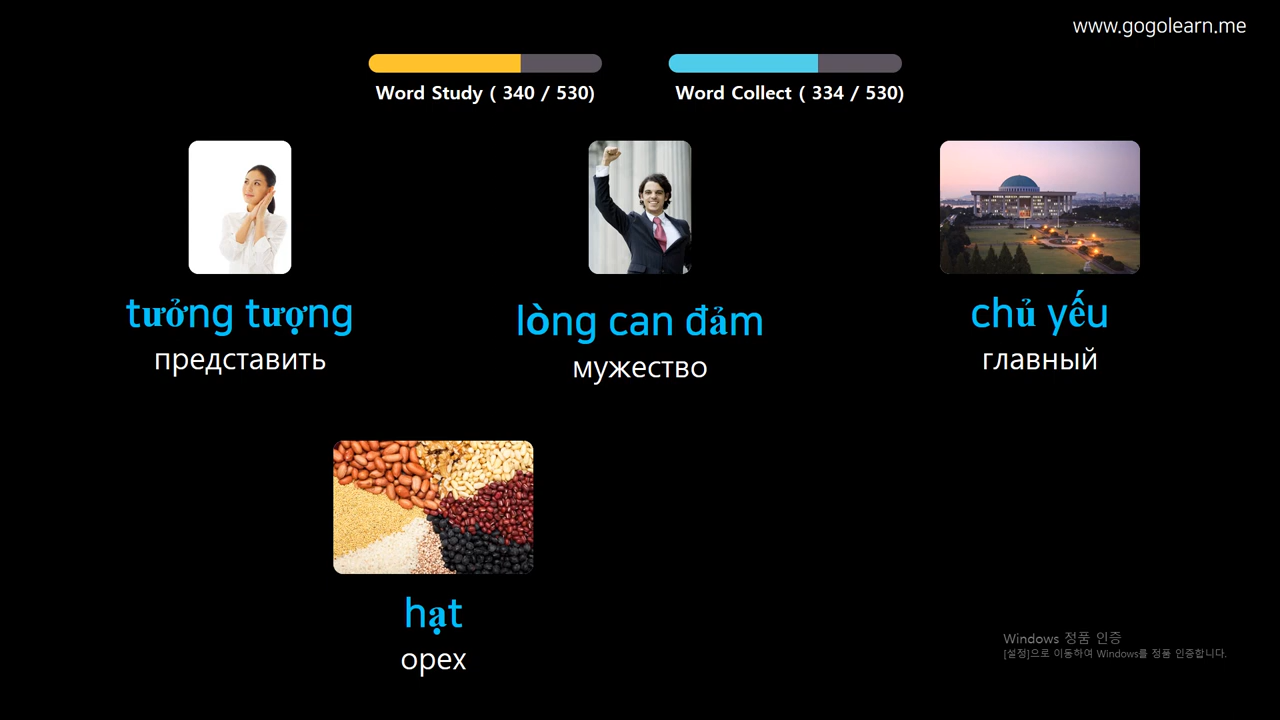 www.gogolearn.me
Word Study ( 340 / 530)
Word Collect ( 334 / 530)
tưởng tượng
представить
lòng can đảm
мужество
chủ yếu
главный
hạt
орех
Windows 정품 인증
[설정]으로 이동하여 Windows를 정품 인증합니다.